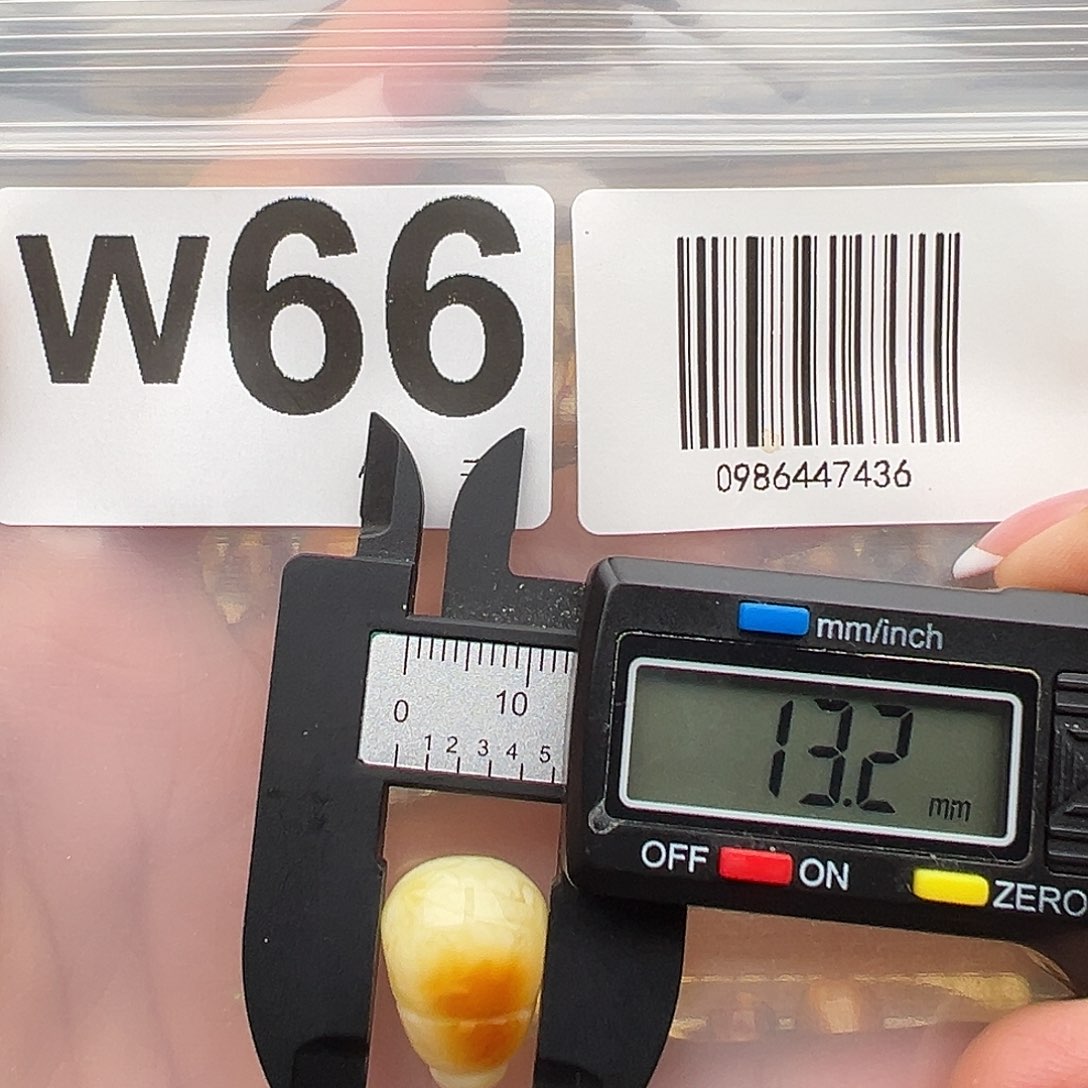 w66
0986447436
mm/inch
0 10
1 2 3 4 5
13.2 mm
OFF ON ZERO